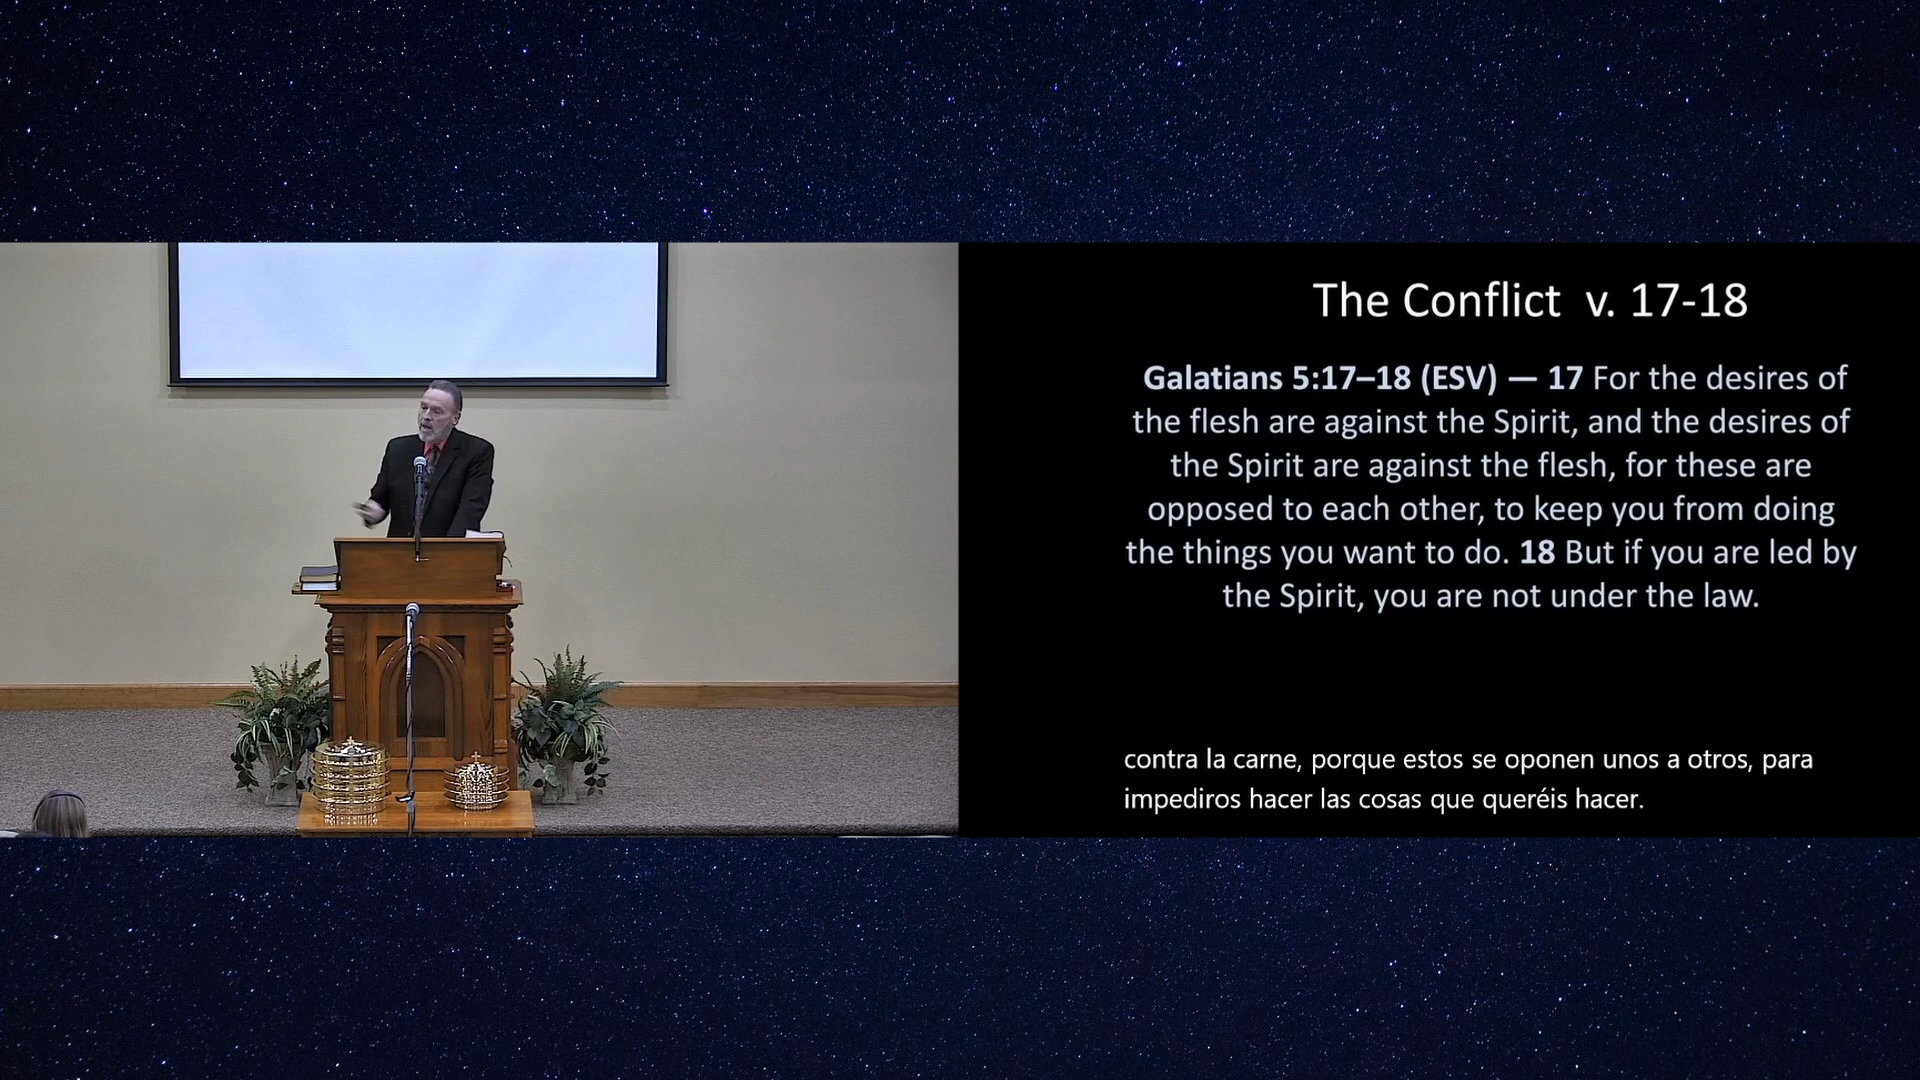 The Conflict  v. 17-18
Galatians 5:17–18 (ESV) — 17 For the desires of
the flesh are against the Spirit, and the desires of
the Spirit are against the flesh, for these are
opposed to each other, to keep you from doing
the things you want to do. 18 But if you are led by
the Spirit, you are not under the law.
contra la carne, porque estos se oponen unos a otros, para
impediros hacer las cosas que queréis hacer.